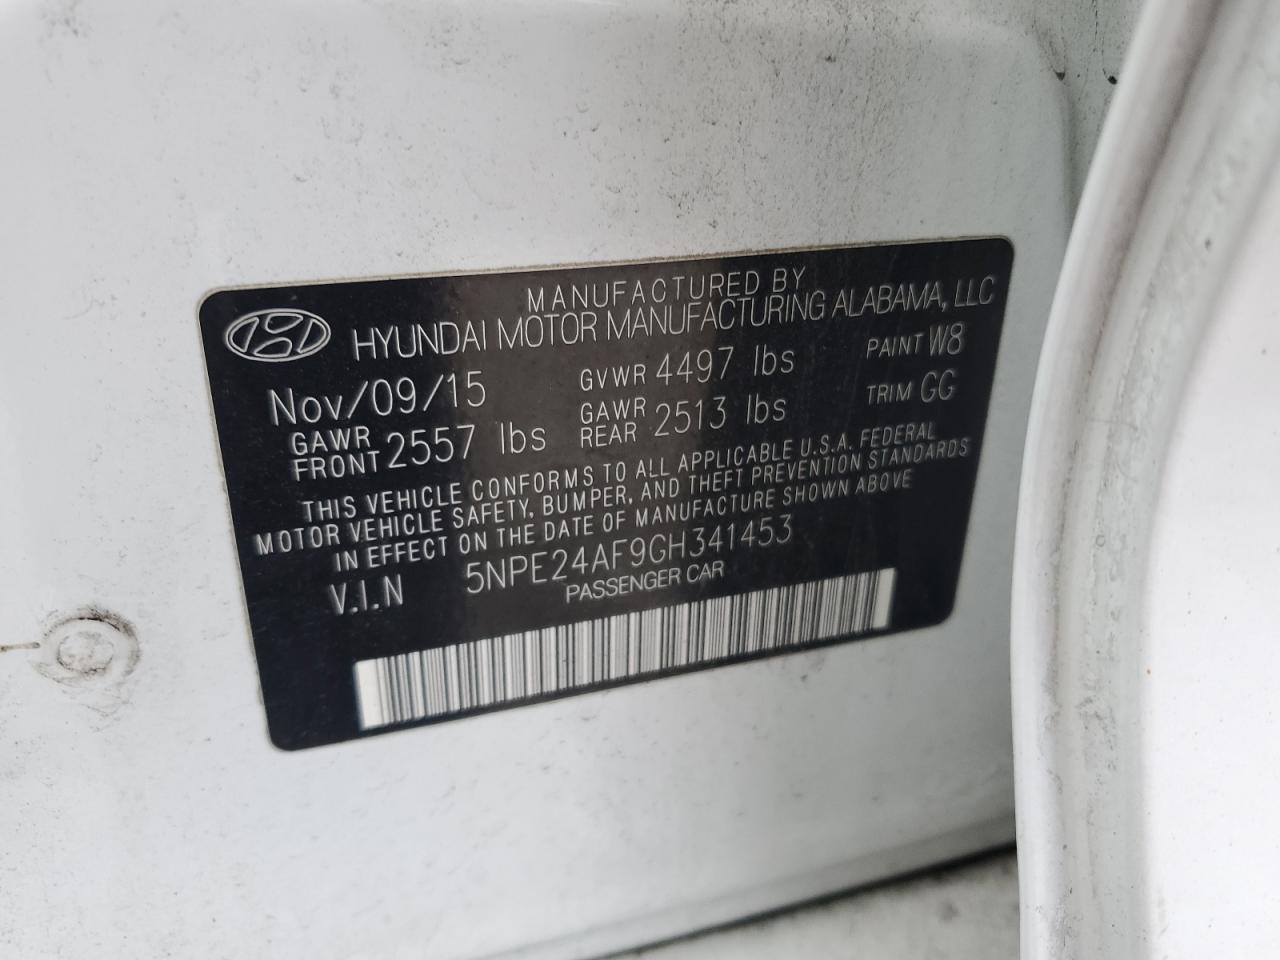 MANUFACTURED BY
HYUNDAI MOTOR MANUFACTURING ALABAMA, LLC
Nov/09/15 GVWR 4497 lbs PAINT W8
GAWR FRONT 2557 lbs GAWR REAR 2513 lbs TRIM GG
THIS VEHICLE CONFORMS TO ALL APPLICABLE U.S.A. FEDERAL
MOTOR VEHICLE SAFETY, BUMPER, AND THEFT PREVENTION STANDARDS
IN EFFECT ON THE DATE OF MANUFACTURE SHOWN ABOVE
V.I.N 5NPE24AF9GH341453
PASSENGER CAR